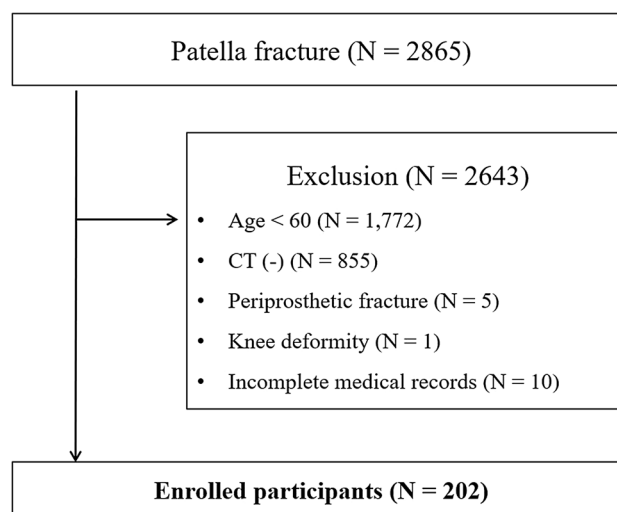 Patella fracture (N = 2865)
Exclusion (N = 2643)
• Age < 60 (N = 1,772)
• CT (-) (N = 855)
• Periprosthetic fracture (N = 5)
• Knee deformity (N = 1)
• Incomplete medical records (N = 10)
Enrolled participants (N = 202)